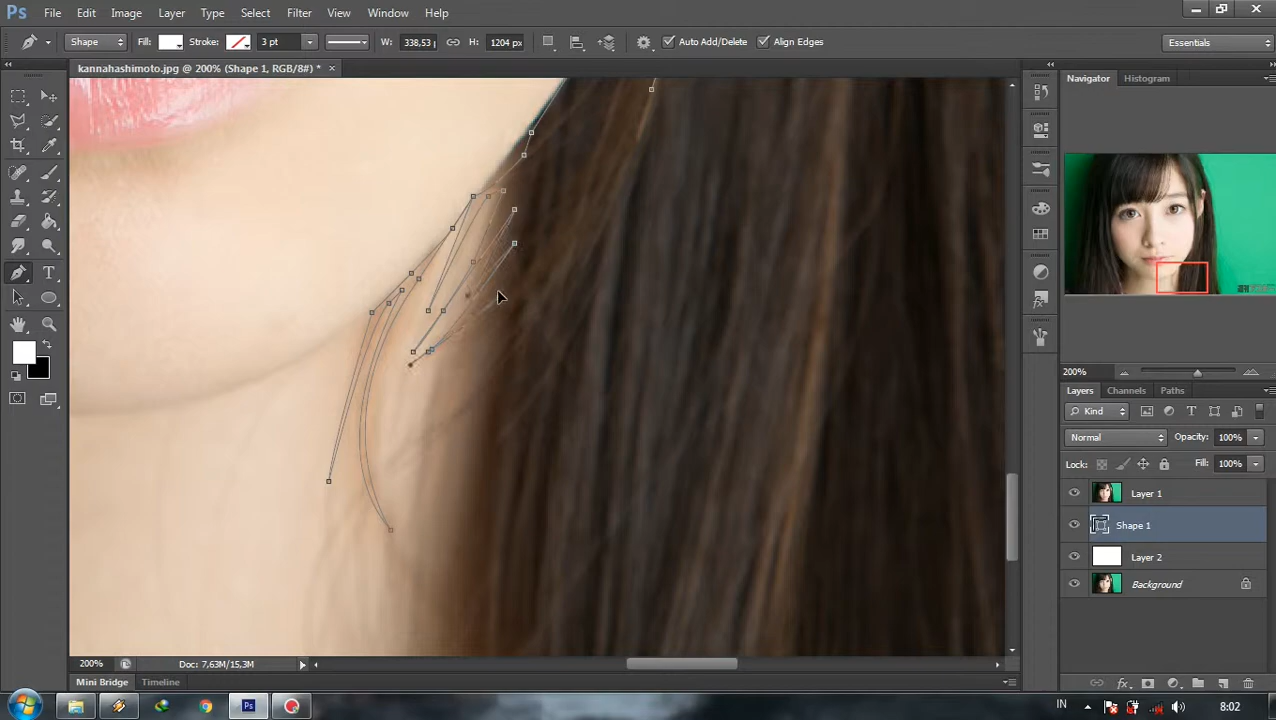 Ps File Edit Image Layer Type Select Filter View Window Help
Shape Fill: Stroke: 3 pt W: 338,53 p H: 1204 px Auto Add/Delete Align Edges Essentials
kannahashimoto.jpg @ 200% (Shape 1, RGB/8#) *
Navigator Histogram
200%
Layers Channels Paths
Kind
Normal Opacity: 100%
Lock: Fill: 100%
Layer 1
Shape 1
Layer 2
Background
200% Doc: 7,63M/15,3M
Mini Bridge Timeline
Ps IN 8:02